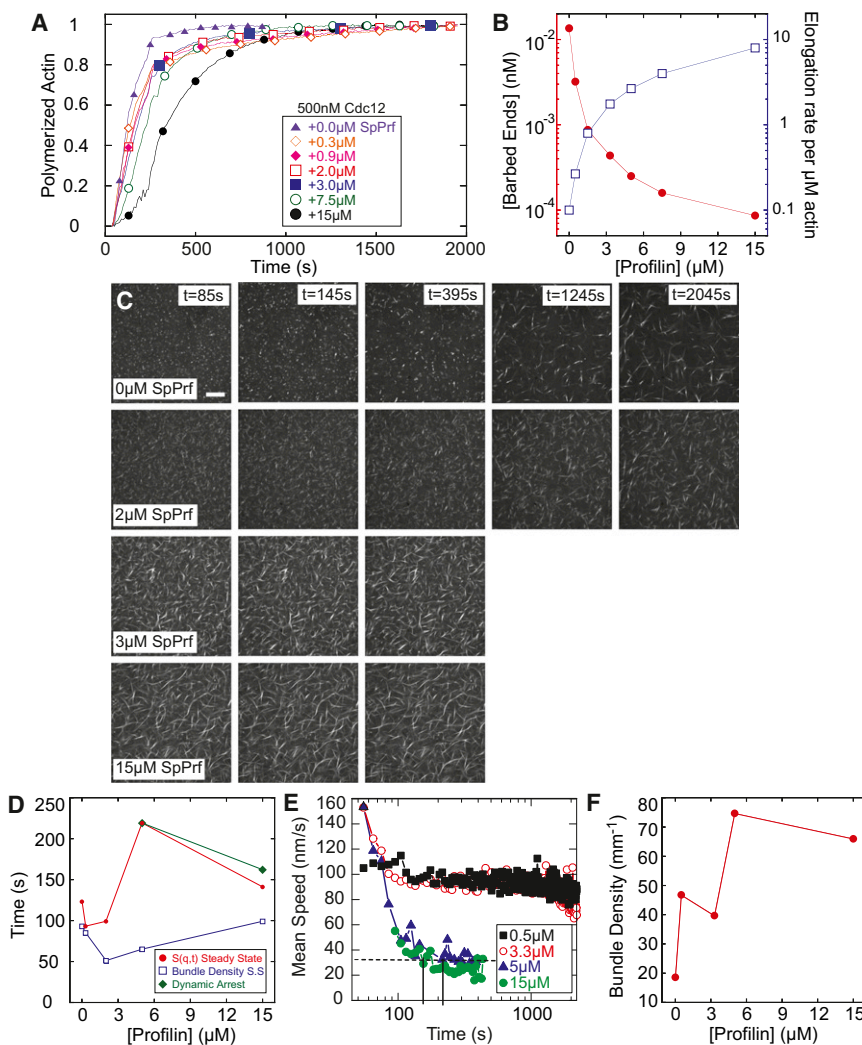 A
1
0.8
0.6
0.4
0.2
0
Polymerized Actin
500nM Cdc12
+0.0μM SpPrf
+0.3μM
+0.9μM
+2.0μM
+3.0μM
+7.5μM
+15μM
0 500 1000 1500 2000
Time (s)
B
10⁻²
10⁻³
10⁻⁴
[Barbed Ends] (nM)
10
1
0.1
Elongation rate per μM actin
0 3 6 9 12 15
[Profilin] (μM)
C
t=85s
t=145s
t=395s
t=1245s
t=2045s
0μM SpPrf
2μM SpPrf
3μM SpPrf
15μM SpPrf
D
250
200
150
100
50
0
Time (s)
S(q,t) Steady State
Bundle Density S.S
Dynamic Arrest
0 3 6 9 12 15
[Profilin] (μM)
E
160
140
120
100
80
60
40
20
0
Mean Speed (nm/s)
0.5μM
3.3μM
5μM
15μM
100 1000
Time (s)
F
80
70
60
50
40
30
20
10
Bundle Density (mm⁻¹)
0 3 6 9 12 15
[Profilin] (μM)